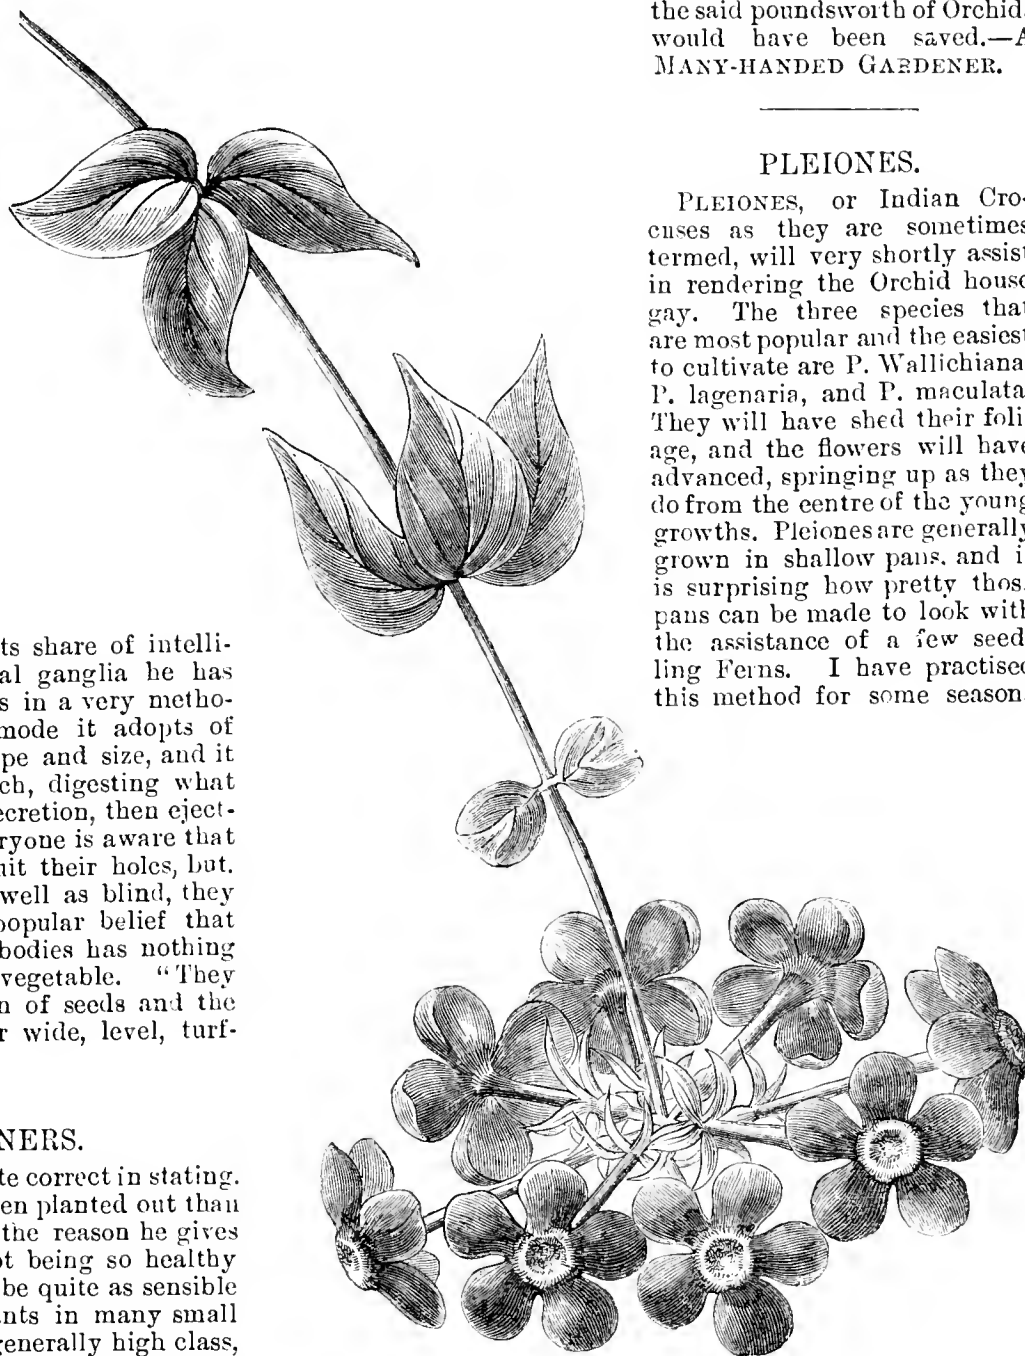 ts share of intelli-
al ganglia he has
s in a very metho-
mode it adopts of
pe and size, and it
ch, digesting what
ecretion, then eject-
ryone is aware that
nit their holes, but.
well as blind, they
popular belief that
bodies has nothing
vegetable. “They
n of seeds and the
r wide, level, turf-
NERS.
te correct in stating.
en planted out than
the reason he gives
ot being so healthy
be quite as sensible
nts in many small
generally high class,
the said poundsworth of Orchid.
would have been saved.—A
MANY-HANDED GARDENER.
PLEIONES.
PLEIONES, or Indian Cro-
cuses as they are sometimes
termed, will very shortly assist
in rendering the Orchid house
gay. The three species that
are most popular and the easiest
to cultivate are P. Wallichiana,
P. lagenaria, and P. maculata.
They will have shed their foli-
age, and the flowers will have
advanced, springing up as they
do from the centre of the young
growths. Pleiones are generally
grown in shallow pans. and i
is surprising how pretty thos.
pans can be made to look with
the assistance of a few seed-
ling Ferns. I have practised
this method for some season.